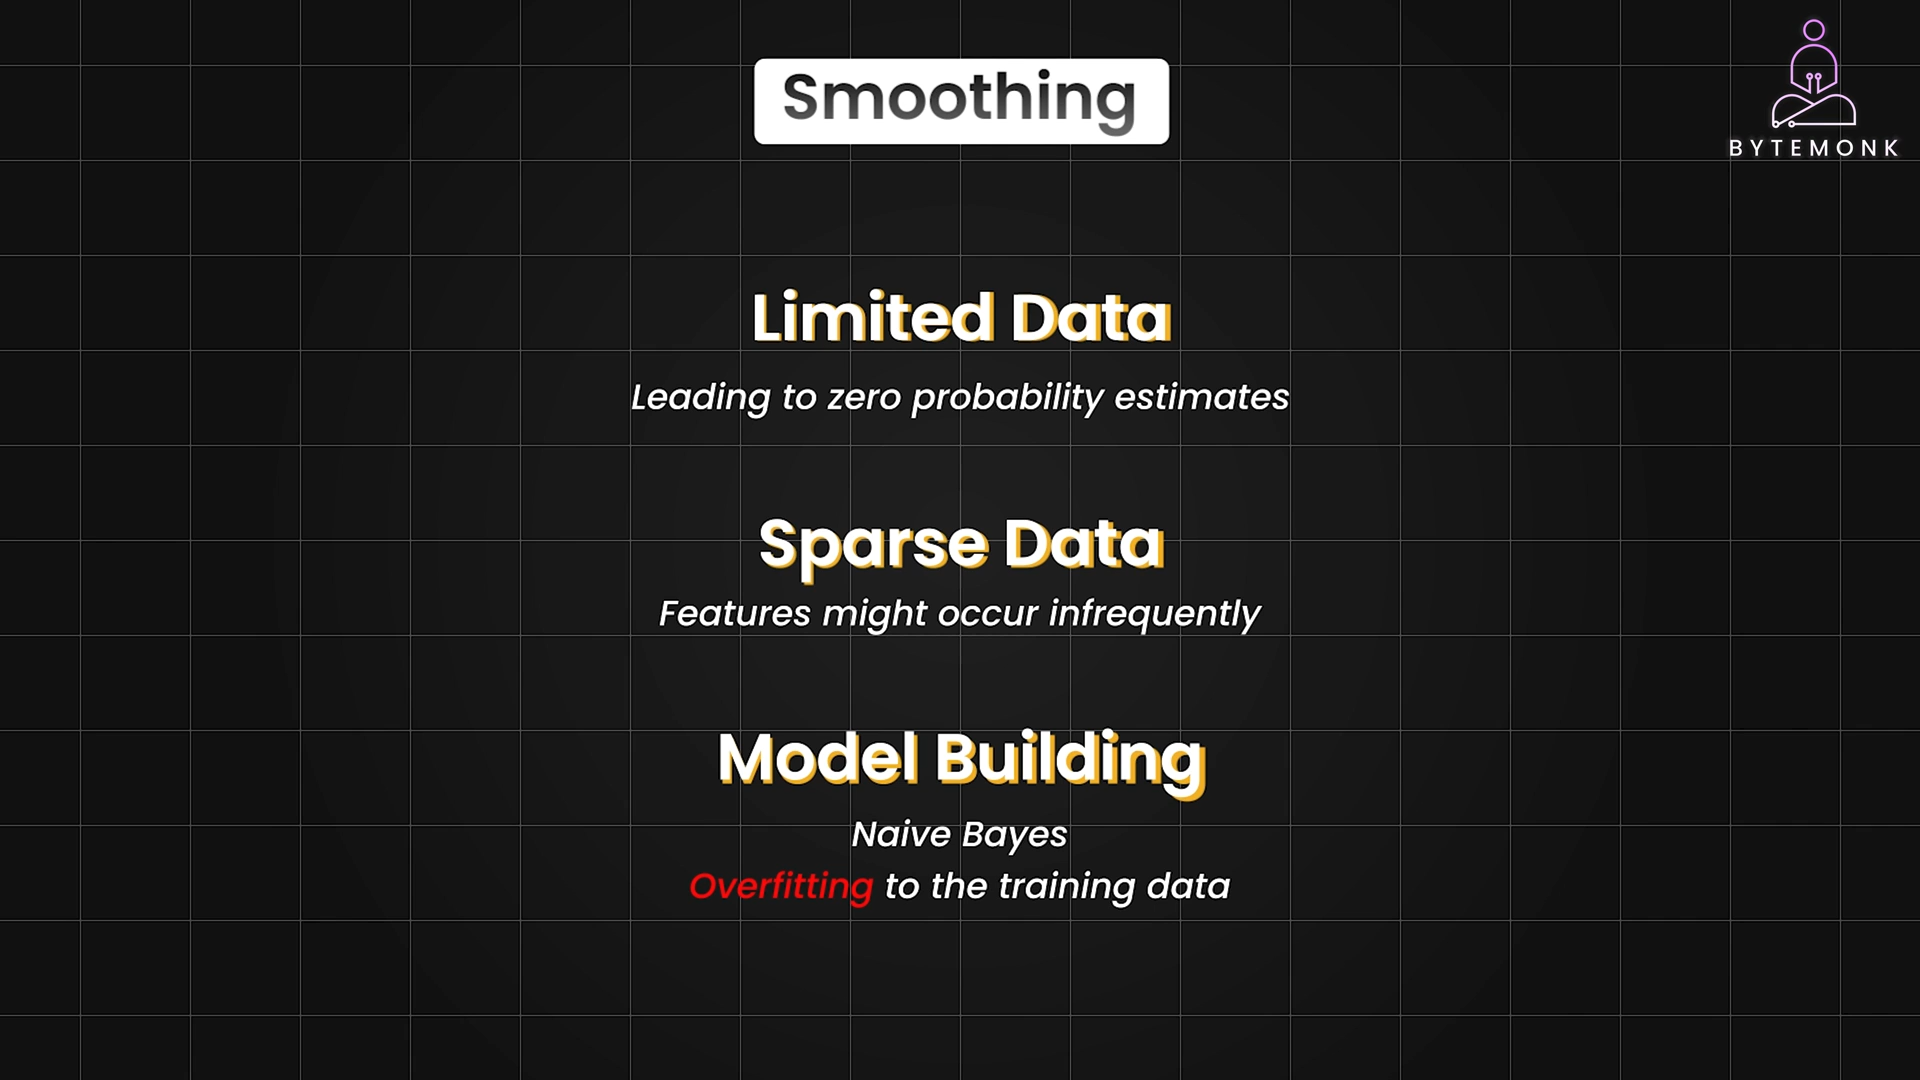 Smoothing
BYTEMONK
Limited Data
Leading to zero probability estimates
Sparse Data
Features might occur infrequently
Model Building
Naive Bayes
Overfitting to the training data